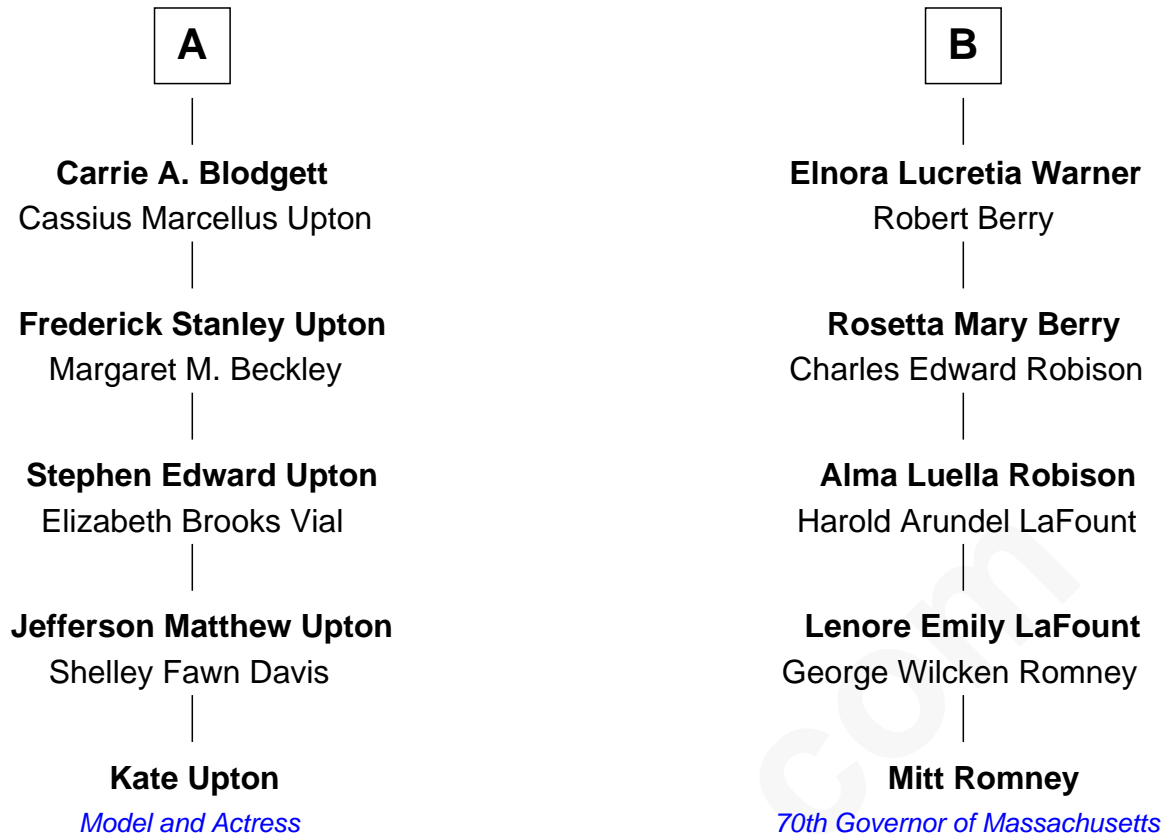 A
Carrie A. Blodgett
Cassius Marcellus Upton
Frederick Stanley Upton
Margaret M. Beckley
Stephen Edward Upton
Elizabeth Brooks Vial
Jefferson Matthew Upton
Shelley Fawn Davis
Kate Upton
Model and Actress
B
Elnora Lucretia Warner
Robert Berry
Rosetta Mary Berry
Charles Edward Robison
Alma Luella Robison
Harold Arundel LaFount
Lenore Emily LaFount
George Wilcken Romney
Mitt Romney
70th Governor of Massachusetts
com